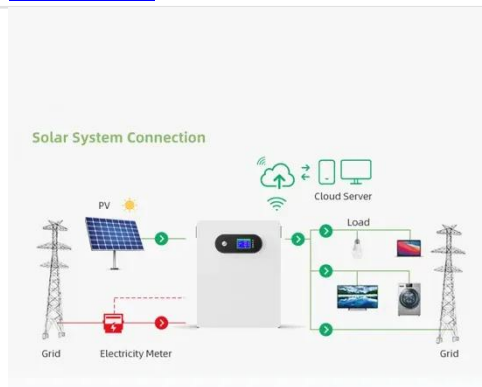 Solar System Connection
Cloud Server
PV
Load
Grid
Electricity Meter
Grid